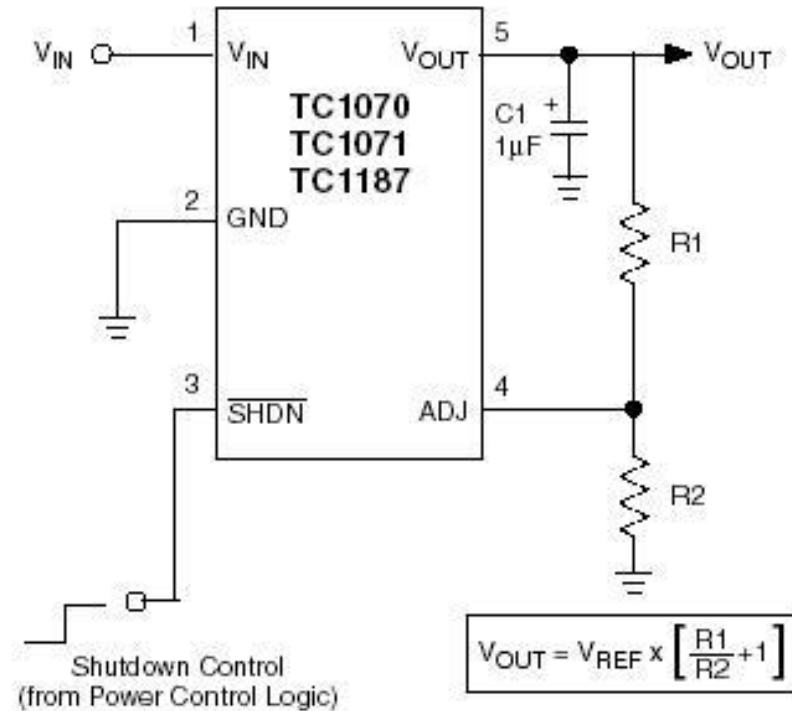 1
5
V_IN
V_IN
V_OUT
V_OUT
TC1070
TC1071
TC1187
C1
+
1µF
2
GND
R1
3
4
SHDN
ADJ
R2
V_OUT = V_REF x [R1/R2 +1]
Shutdown Control
(from Power Control Logic)